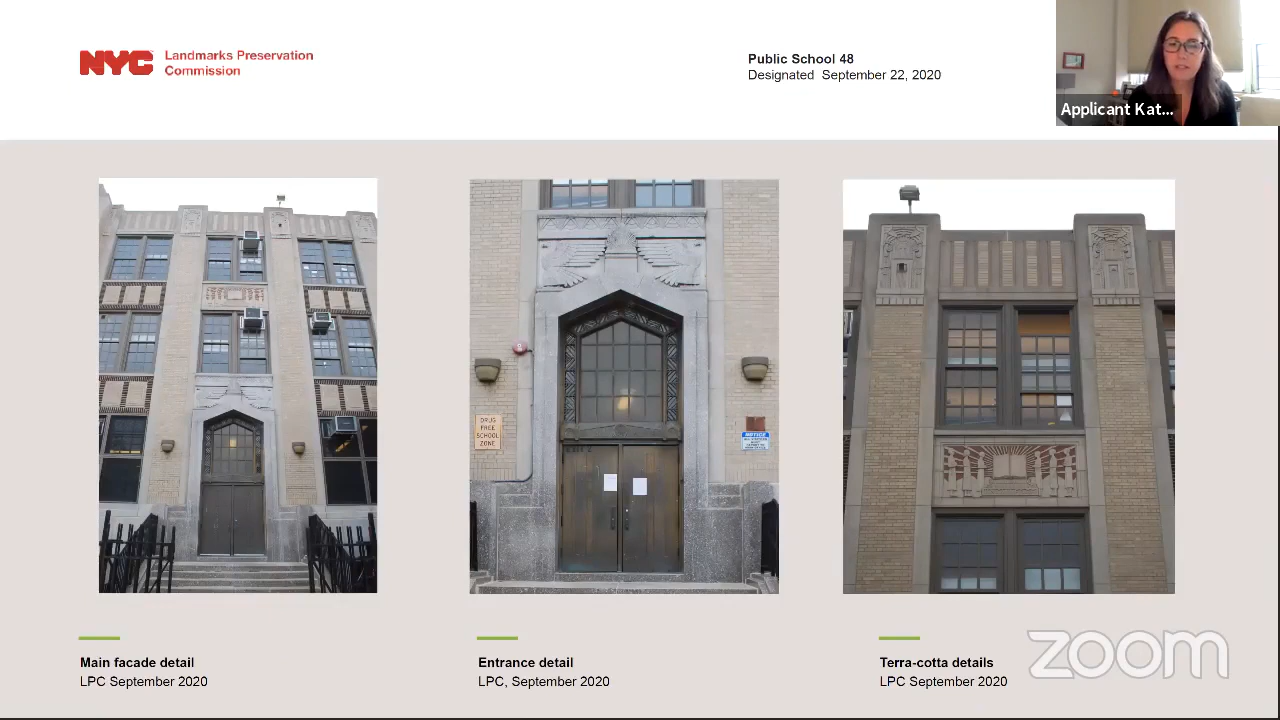 NYC Landmarks Preservation
Commission
Public School 48
Designated September 22, 2020
Applicant Kat...
DRUG
FREE
SCHOOL
ZONE
NOTICE
Main facade detail
LPC September 2020
Entrance detail
LPC, September 2020
Terra-cotta details
LPC September 2020
zoom